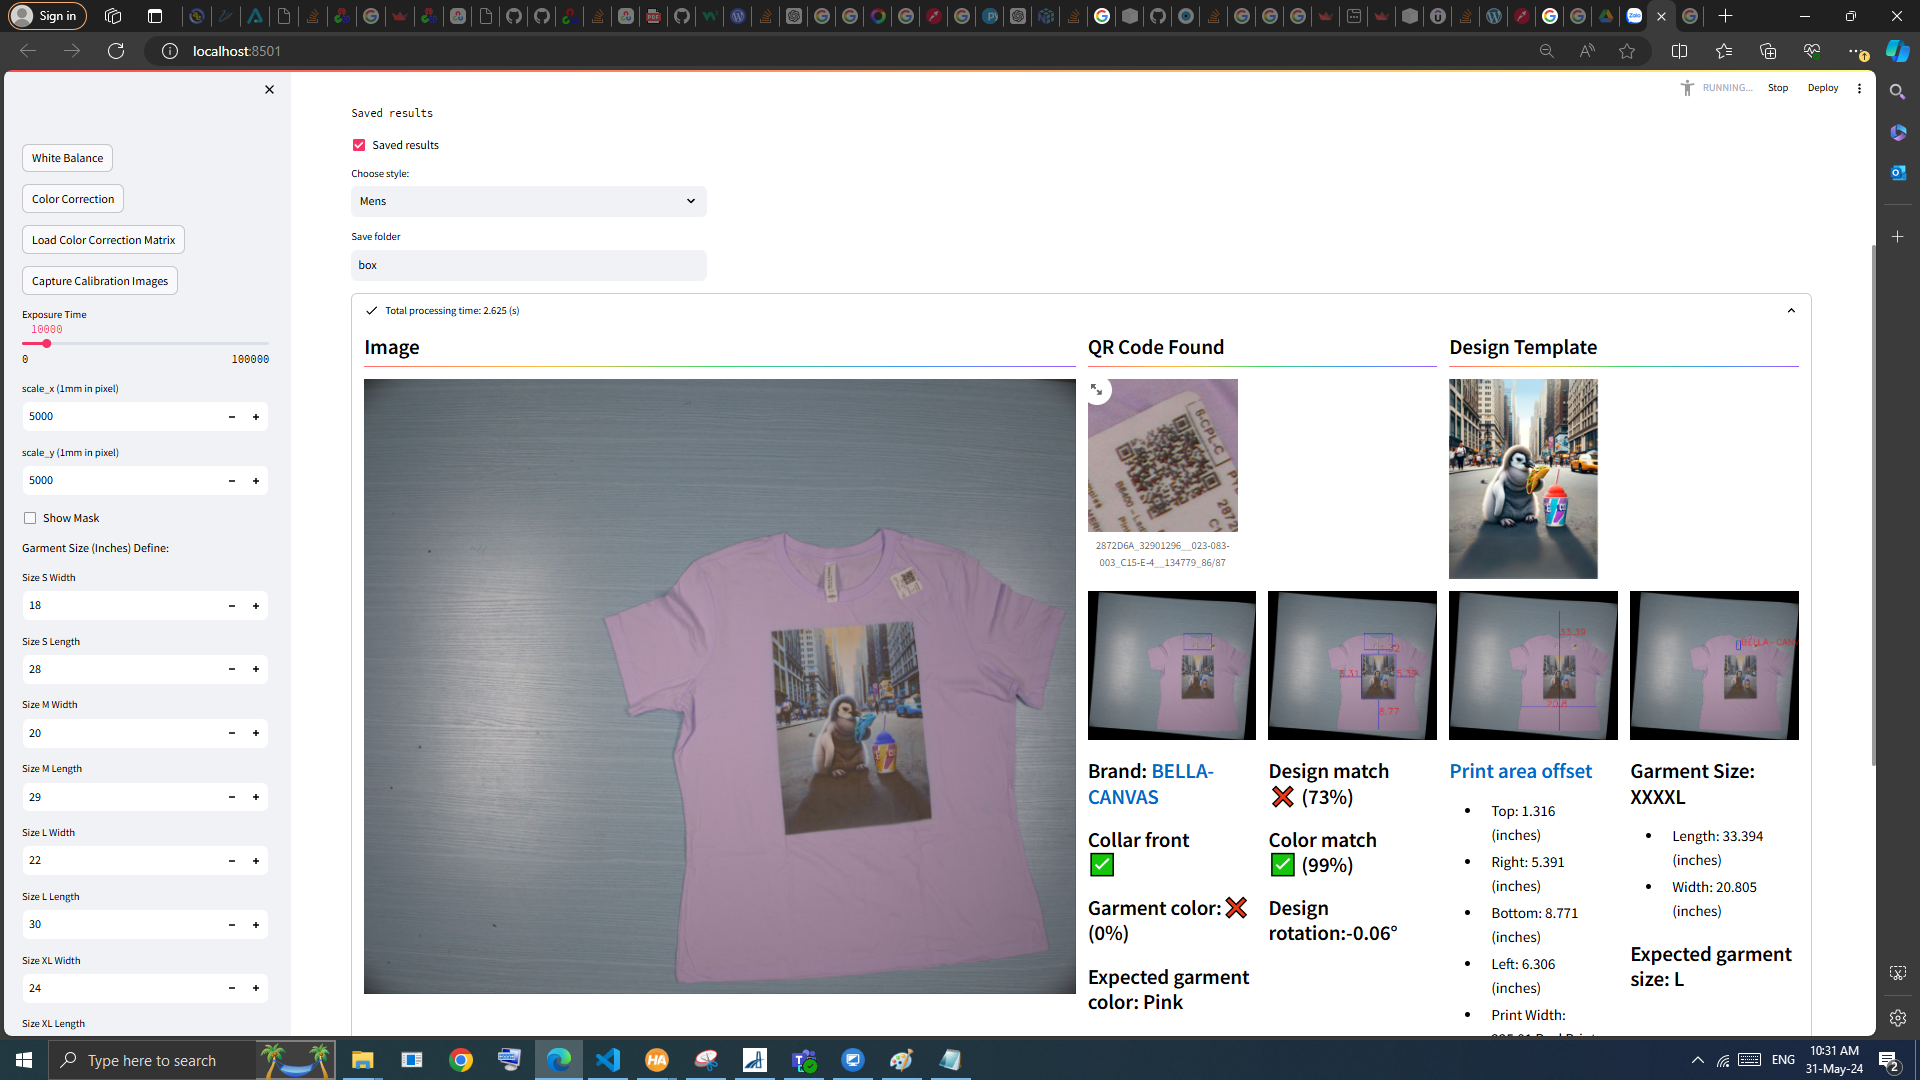 Sign in
localhost:8501
RUNNING...
Stop
Deploy
White Balance
Color Correction
Load Color Correction Matrix
Capture Calibration Images
Exposure Time
10000
0
100000
scale_x (1mm in pixel)
5000
scale_y (1mm in pixel)
5000
Show Mask
Garment Size (Inches) Define:
Size S Width
18
Size S Length
28
Size M Width
20
Size M Length
29
Size L Width
22
Size L Length
30
Size XL Width
24
Size XL Length
Saved results
Saved results
Choose style:
Mens
Save folder
box
Total processing time: 2.625 (s)
Image
QR Code Found
Design Template
2872D6A_32901296__023-083-
003_C15-E-4__134779_86/87
Brand: BELLA-
CANVAS
Collar front
Garment color: ❌
(0%)
Expected garment
color: Pink
Design match
❌ (73%)
Color match
✅ (99%)
Design
rotation:-0.06°
Print area offset
Top: 1.316
(inches)
Right: 5.391
(inches)
Bottom: 8.771
(inches)
Left: 6.306
(inches)
Print Width:
Garment Size:
XXXXL
Length: 33.394
(inches)
Width: 20.805
(inches)
Expected garment
size: L
Type here to search
ENG
10:31 AM
31-May-24
2